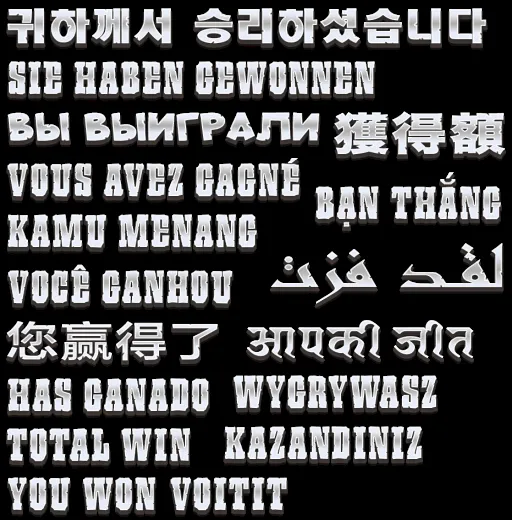 귀하께서 승리하셨습니다
SIE HABEN GEWONNEN
ВЫ ВЫИГРАЛИ
獲得額
VOUS AVEZ GAGNÉ
BẠN THẮNG
KAMU MENANG
لقد فزت
VOCÊ GANHOU
您赢得了
आपकी जीत
HAS GANADO
WYGRYWASZ
TOTAL WIN
KAZANDINIZ
YOU WON VOITIT